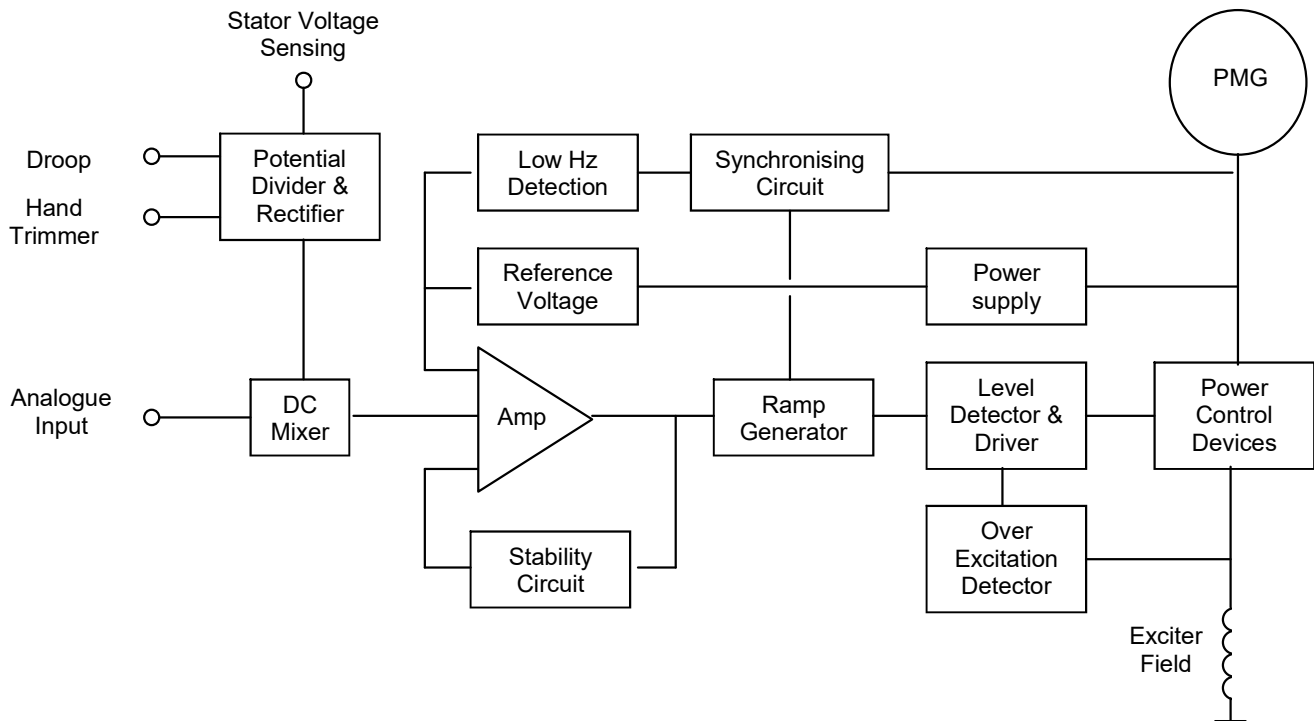 Stator Voltage
Sensing
PMG
Droop
Hand
Trimmer
Potential
Divider &
Rectifier
Low Hz
Detection
Synchronising
Circuit
Reference
Voltage
Power
supply
Analogue
Input
DC
Mixer
Amp
Ramp
Generator
Level
Detector &
Driver
Power
Control
Devices
Stability
Circuit
Over
Excitation
Detector
Exciter
Field